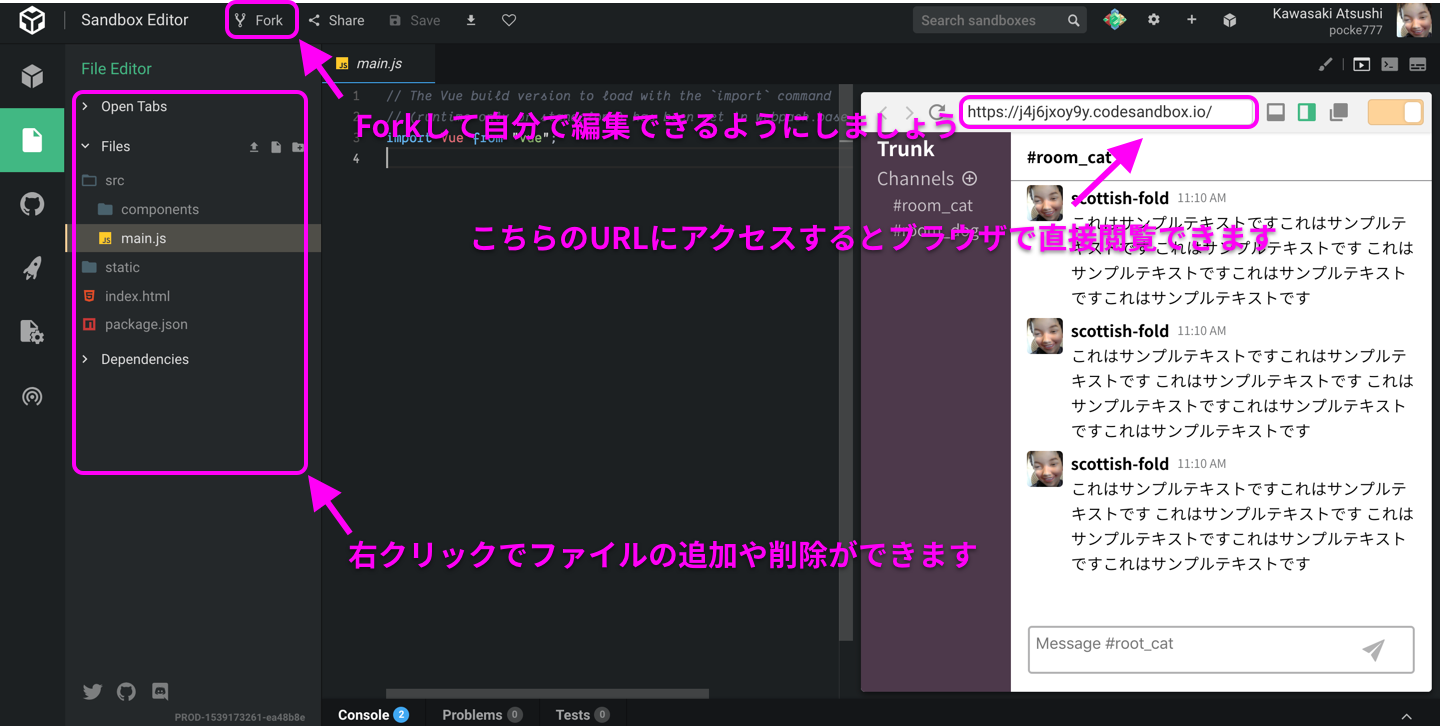 Sandbox Editor
Fork
Share
Save
Search sandboxes
Kawasaki Atsushi
pocke777
File Editor
Open Tabs
Files
src
components
main.js
static
index.html
package.json
Dependencies
PROD-1539173261-ea48b8e
main.js
1 // The Vue build version to load with the `import` command
2
3 import Vue from "vue";
4
Forkして自分で編集できるようにしましょう
こちらのURLにアクセスするとブラウザで直接閲覧できます
右クリックでファイルの追加や削除ができます
Console 2
Problems 0
Tests 0
https://j4j6jxoy9y.codesandbox.io/
Trunk
Channels
#room_cat
#room_dog
#room_cat
scottish-fold 11:10 AM
これはサンプルテキストですこれはサンプルテ
キストです これはサンプルテキストです これは
サンプルテキストですこれはサンプルテキスト
ですこれはサンプルテキストです
scottish-fold 11:10 AM
これはサンプルテキストですこれはサンプルテ
キストです これはサンプルテキストです これは
サンプルテキストですこれはサンプルテキスト
ですこれはサンプルテキストです
scottish-fold 11:10 AM
これはサンプルテキストですこれはサンプルテ
キストです これはサンプルテキストです これは
サンプルテキストですこれはサンプルテキスト
ですこれはサンプルテキストです
Message #root_cat